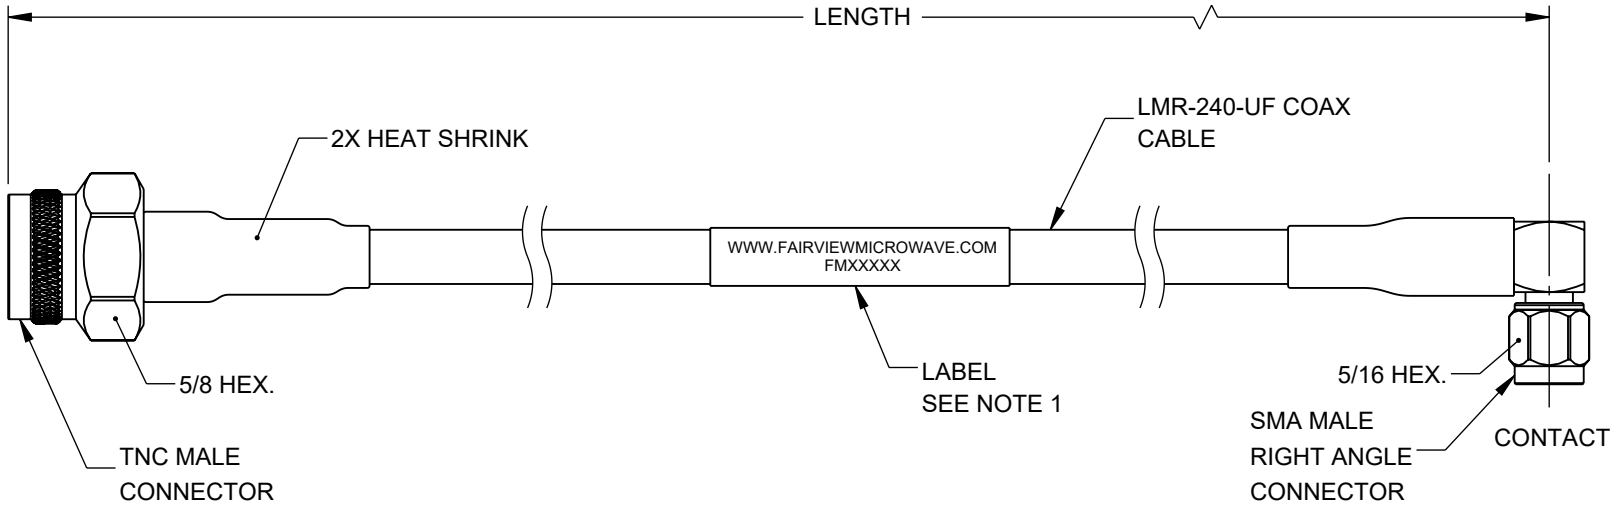 LENGTH
LMR-240-UF COAX
CABLE
2X HEAT SHRINK
WWW.FAIRVIEWMICROWAVE.COM
FMXXXXX
5/8 HEX.
LABEL
SEE NOTE 1
5/16 HEX.
TNC MALE
CONNECTOR
SMA MALE
RIGHT ANGLE
CONNECTOR
CONTACT